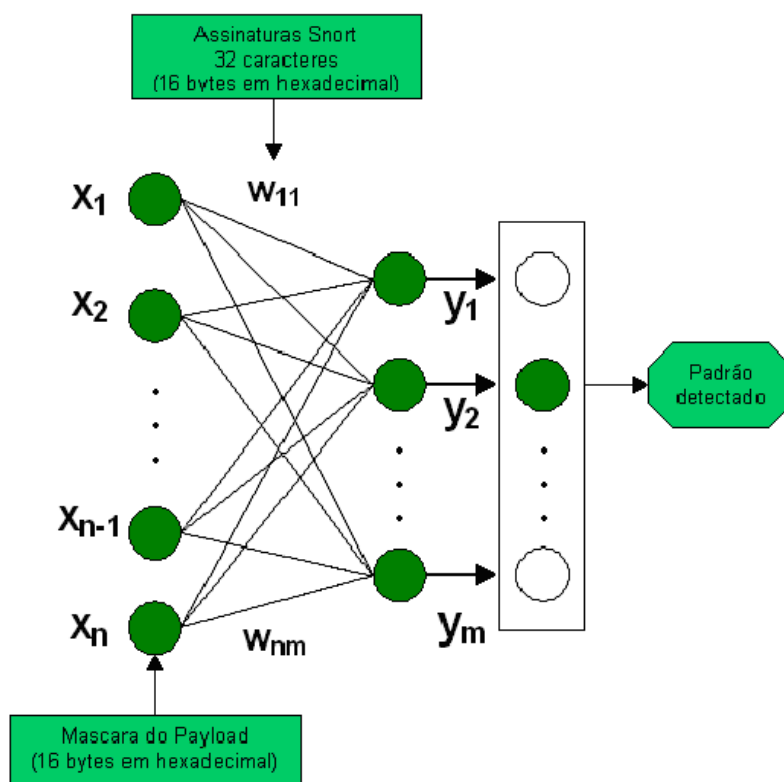 Assinaturas Snort
32 caracteres
(16 bytes em hexadecimal)
x1
w11
x2
y1
y2
Padrão
detectado
xn-1
xn
wnm
ym
Mascara do Payload
(16 bytes em hexadecimal)